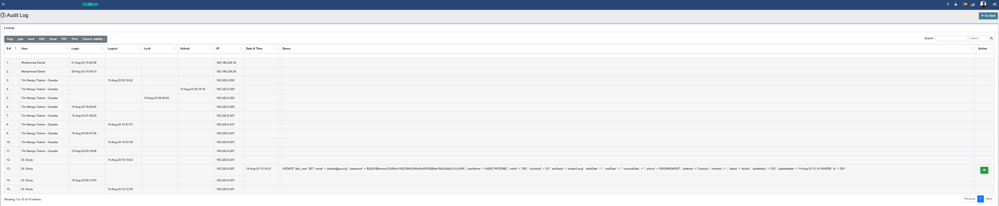 Audit Log
Go Back
Lookup
Copy pptx word CSV Excel PDF Print Column visibility
Search: Search
S.# User Login Logout Lock Unlock IP Date & Time Query Action
1. Muhammad Danial 21-Aug-23 15:20:38 182.185.226.30
2. Muhammad Danial 20-Aug-23 19:39:13 182.185.224.30
3. Tim Nwogu Trainer - Canada 15-Aug-23 20:19:22 165.225.8.250
4. Tim Nwogu Trainer - Canada 15-Aug-23 20:19:18 165.225.8.250
5. Tim Nwogu Trainer - Canada 15-Aug-23 09:36:40 165.225.8.250
6. Tim Nwogu Trainer - Canada 15-Aug-23 18:24:45 165.225.8.250
7. Tim Nwogu Trainer - Canada 15-Aug-23 01:38:23 165.225.8.247
8. Tim Nwogu Trainer - Canada 14-Aug-23 15:47:57 165.225.8.247
9. Tim Nwogu Trainer - Canada 15-Aug-23 00:47:46 165.225.8.247
10. Tim Nwogu Trainer - Canada 14-Aug-23 15:47:38 165.225.8.247
11. Tim Nwogu Trainer - Canada 15-Aug-23 00:18:06 165.225.8.247
12. Dr. Souly 14-Aug-23 15:14:42 165.225.8.247
13. Dr. Souly 165.225.8.247 14-Aug-23 15:14:21 UPDATE `tbls_user` SET `email` = 'phade@gouv.bj', `password` = `userName` = 'HADE PATERNE', `roleId` = '706', `countryId` = '23', `profilepic` = 'avatar5.png', `startDate` = '', `endDate` = '', `resumeDate` = '', `phone` = '0022966546347', `address` = 'Cotonou', `remarks` = '', `status` = 'Active', `updatedby` = '152', `updateddate` = '14-Aug-23 15:14' WHERE `id` = '361'
14. Dr. Souly 15-Aug-23 00:13:03 165.225.8.247
15. Dr. Souly 14-Aug-23 15:12:30 165.225.8.247
Showing 1 to 15 of 15 entries
Previous 1 Next